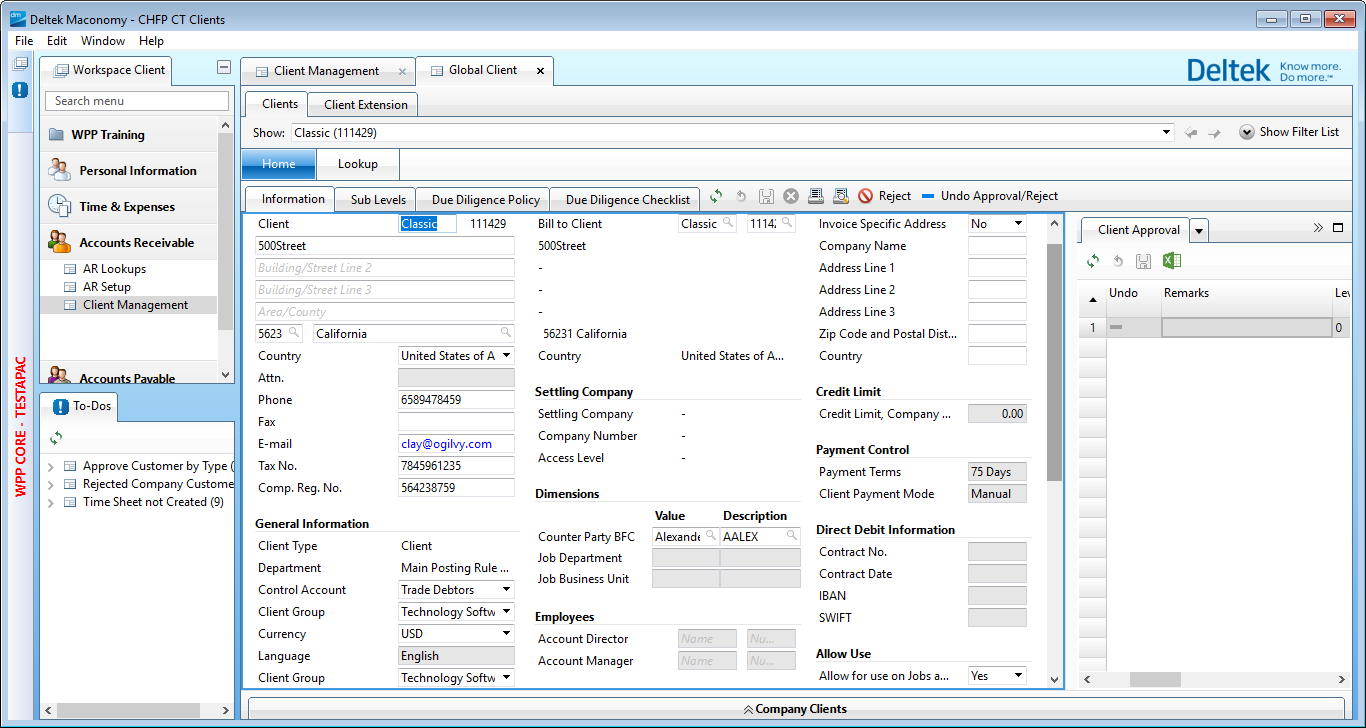 Deltek Maconomy - CHFP CT Clients
File Edit Window Help
Workspace Client
Client Management
Global Client
Deltek Know more. Do more.™
Search menu
WPP Training
Personal Information
Time & Expenses
Accounts Receivable
AR Lookups
AR Setup
Client Management
Accounts Payable
WPP CORE - TESTAPAC
To-Dos
Approve Customer by Type (
Rejected Company Custome
Time Sheet not Created (9)
Clients Client Extension
Show: Classic (111429) Show Filter List
Home Lookup
Information Sub Levels Due Diligence Policy Due Diligence Checklist Reject Undo Approval/Reject
Client Classic 111429
500Street
Building/Street Line 2
Building/Street Line 3
Area/County
5623 California
Country United States of A
Attn.
Phone 6589478459
Fax
E-mail clay@ogilvy.com
Tax No. 7845961235
Comp. Reg. No. 564238759
General Information
Client Type Client
Department Main Posting Rule ...
Control Account Trade Debtors
Client Group Technology Softw
Currency USD
Language English
Client Group Technology Softw
Bill to Client Classic 1114:
500Street
-
-
-
56231 California
Country United States of A...
Settling Company
Settling Company -
Company Number -
Access Level -
Dimensions
Value Description
Counter Party BFC Alexande AALEX
Job Department
Job Business Unit
Employees
Account Director Name Nu...
Account Manager Name Nu...
Invoice Specific Address No
Company Name
Address Line 1
Address Line 2
Address Line 3
Zip Code and Postal Dist...
Country
Credit Limit
Credit Limit, Company ... 0.00
Payment Control
Payment Terms 75 Days
Client Payment Mode Manual
Direct Debit Information
Contract No.
Contract Date
IBAN
SWIFT
Allow Use
Allow for use on Jobs a... Yes
Client Approval
Undo Remarks Lev
1 0
Company Clients